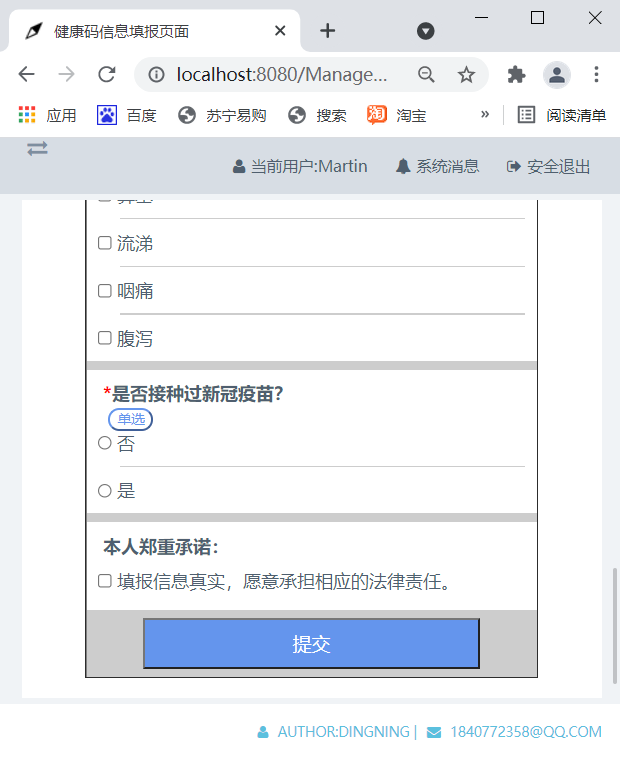 健康码信息填报页面
localhost:8080/Manage...
应用 百度 苏宁易购 搜索 淘宝 » 阅读清单
当前用户:Martin 系统消息 安全退出
流涕
咽痛
腹泻
*是否接种过新冠疫苗?
单选
否
是
本人郑重承诺:
填报信息真实，愿意承担相应的法律责任。
提交
AUTHOR:DINGNING | 1840772358@QQ.COM